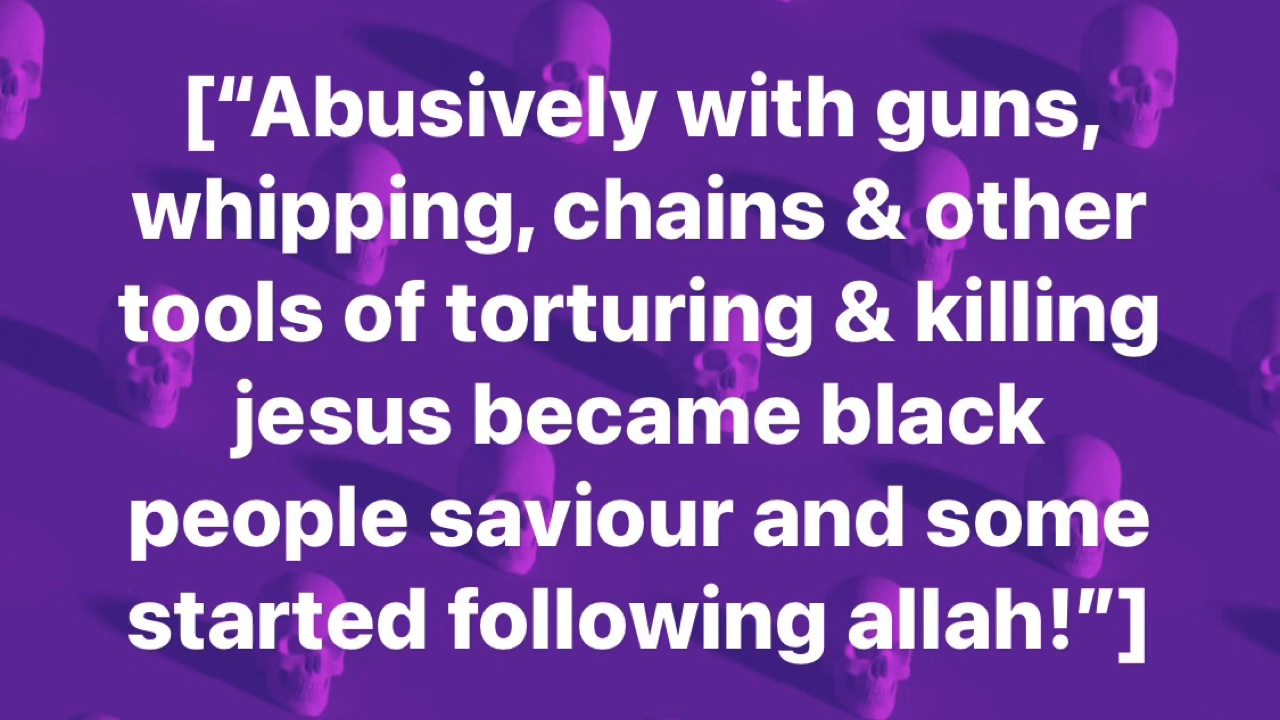 [“Abusively with guns,
whipping, chains & other
tools of torturing & killing
jesus became black
people saviour and some
started following allah!”]